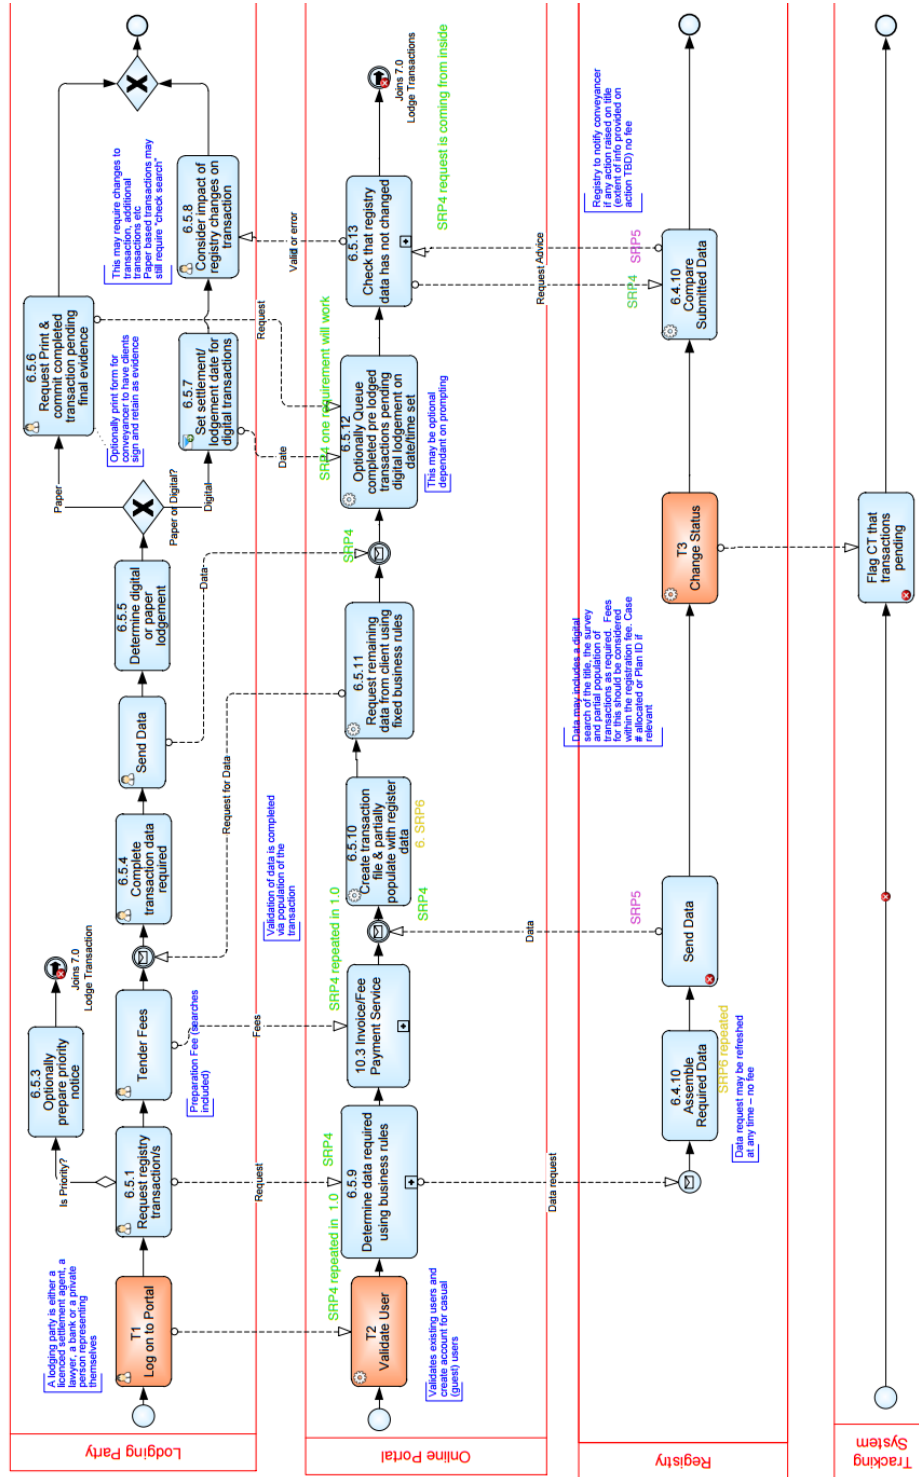 Lodging Party
A lodging party is either a
licenced settlement agent, a
lawyer, a bank or a private
person representing
themselves
T1
Log on to Portal
6.5.1
Request registry
transaction/s
Is Priority?
6.5.3
Optionally
prepare priority
notice
Joins 7.0
Lodge Transaction
Tender Fees
Preparation Fee (searches
included)
6.5.4
Complete
transaction data
required
Send Data
6.5.5
Determine digital
or paper
lodgement
Paper or Digital?
Paper
Digital
6.5.6
Request Print &
commit completed
transaction pending
final evidence
Optionally print form for
conveyancer to have clients
sign and retain as evidence
6.5.7
Set settlement/
lodgement date for
digital transactions
This may require changes to
transaction, additional
transactions etc
Paper based transactions may
still require "check search"
6.5.8
Consider impact of
registry changes on
transaction
Request
Fees
Request for Data
Data
Date
Request
Valid or error
Validation of data is completed
via population of the
transaction
Online Portal
SRP4 repeated in 1.0
SRP4
T2
Validate User
Validates existing users and
create account for casual
(guest) users
6.5.9
Determine data required
using business rules
10.3 Invoice/Fee
Payment Service
SRP4 repeated in 1.0
SRP4
6.5.10
Create transaction
file & partially
populate with register
data
6. SRP6
6.5.11
Request remaining
data from client using
fixed business rules
SRP4
SRP4 one requirement will work
6.5.12
Optionally Queue
completed pre lodged
transactions pending
digital lodgement on
date/time set
This may be optional
dependant on prompting
6.5.13
Check that registry
data has not changed
Joins 7.0
Lodge Transactions
SRP4 request is coming from inside
Data request
Data
Request Advice
Registry
6.4.10
Assemble
Required Data
SRP6 repeated
Data request may be refreshed
at any time – no fee
Send Data
SRP5
Data may includes a digital
search of the title, the survey
and partial population of
transactions as required. Fees
for this should be considered
within the registration fee. Case
# allocated or Plan ID if
relevant
T3
Change Status
SRP4
SRP5
6.4.10
Compare
Submitted Data
Registry to notify conveyancer
if any action raised on title
(extent of info provided on
action TBD) no fee
Tracking
System
Flag CT that
transactions
pending